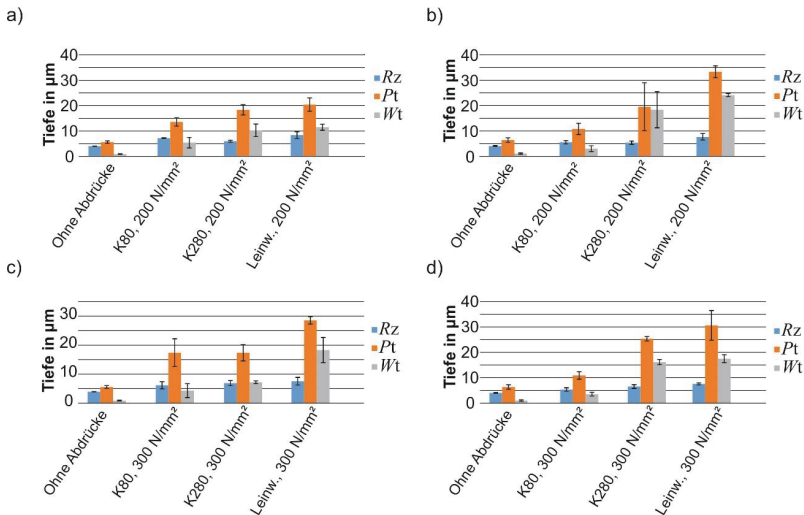 a)
Tiefe in µm
40
30
20
10
0
Ohne Abdrücke
K80, 200 N/mm²
K280, 200 N/mm²
Leinw., 200 N/mm²
Rz
Pt
Wt
b)
Tiefe in µm
40
30
20
10
0
Ohne Abdrücke
K80, 200 N/mm²
K280, 200 N/mm²
Leinw., 200 N/mm²
Rz
Pt
Wt
c)
Tiefe in µm
30
20
10
0
Ohne Abdrücke
K80, 300 N/mm²
K280, 300 N/mm²
Leinw., 300 N/mm²
Rz
Pt
Wt
d)
Tiefe in µm
40
30
20
10
0
Ohne Abdrücke
K80, 300 N/mm²
K280, 300 N/mm²
Leinw., 300 N/mm²
Rz
Pt
Wt